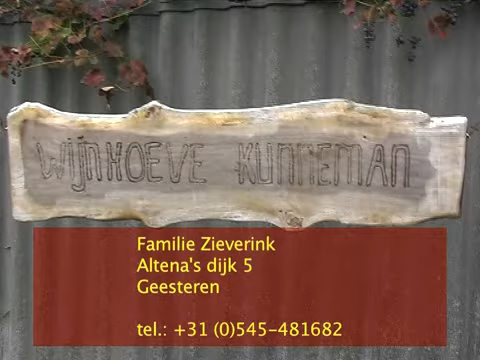 WIJNHOEVE KUNNEMAN
Familie Zieverink
Altena's dijk 5
Geesteren
tel.: +31 (0)545-481682